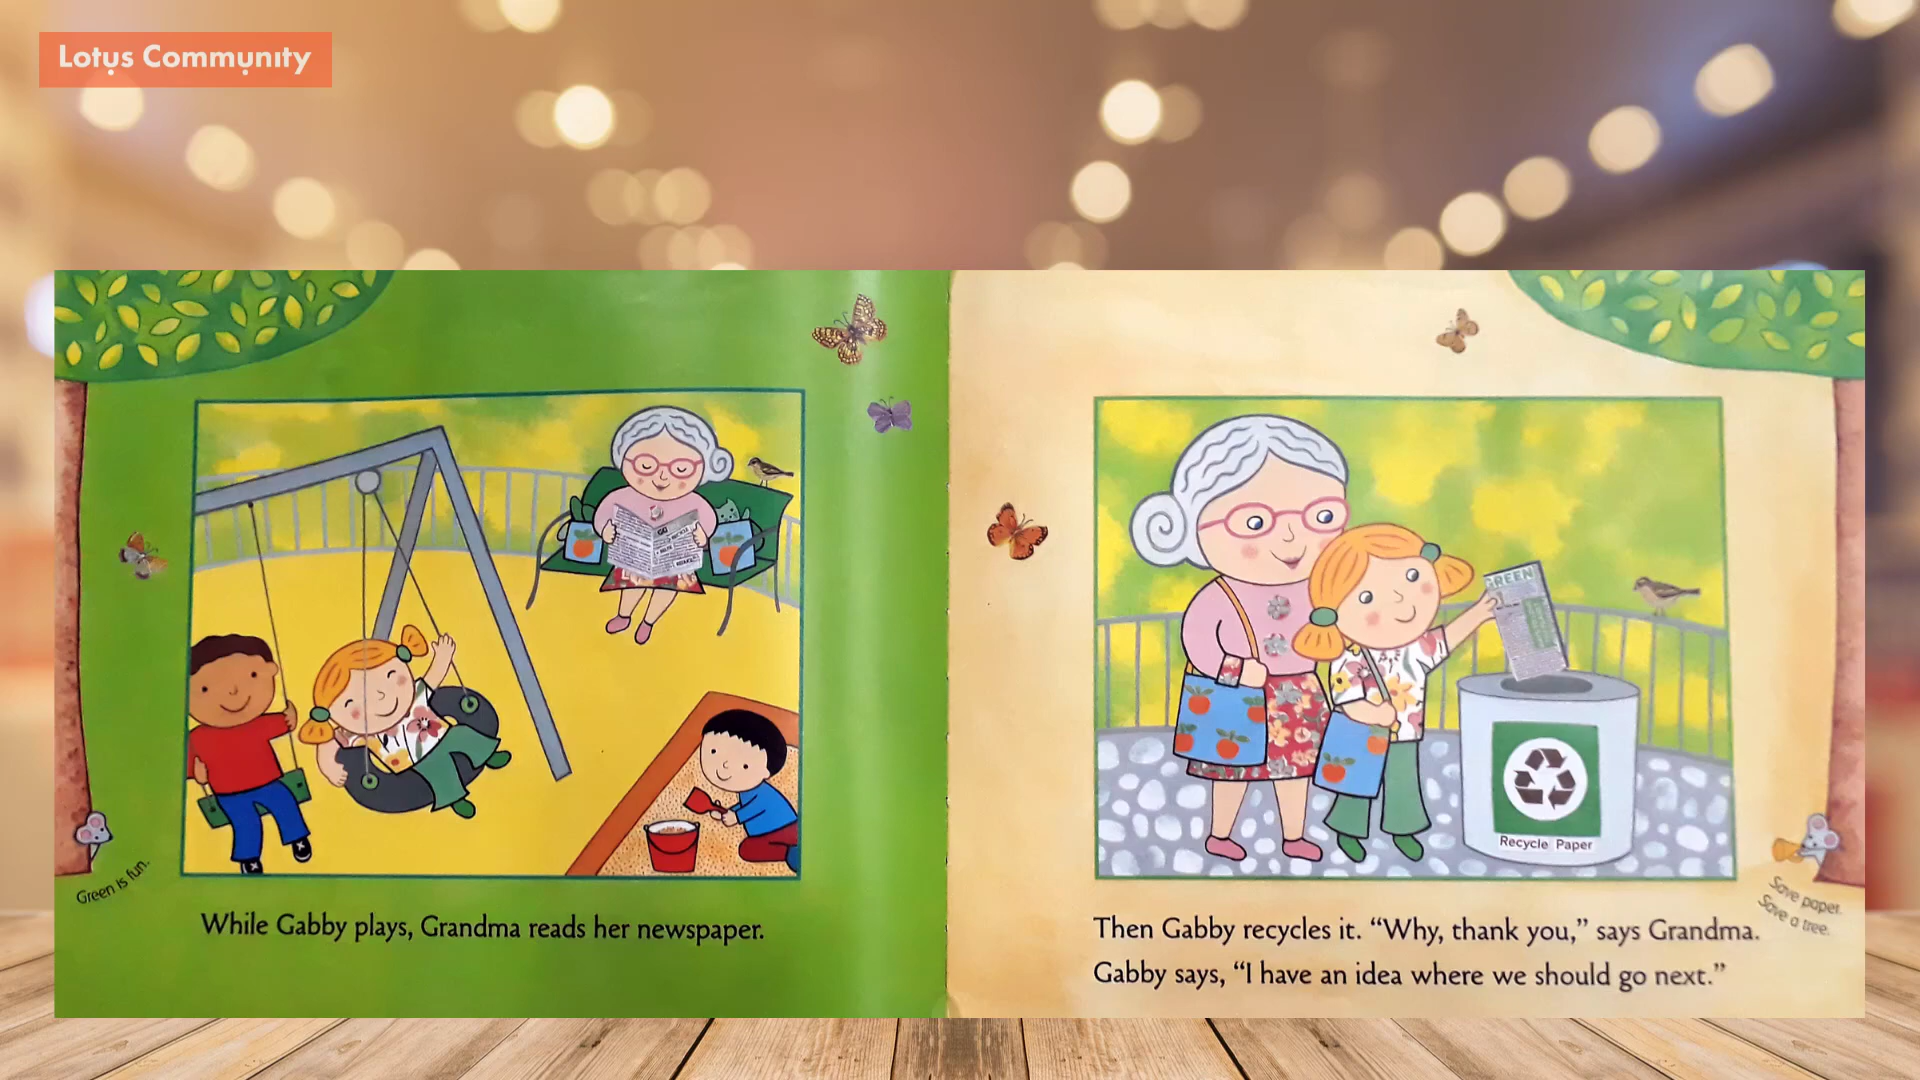 Lotus Community
GREEN
Recycle Paper
Green is fun.
Save paper.
Save a tree.
While Gabby plays, Grandma reads her newspaper.
Then Gabby recycles it. “Why, thank you,” says Grandma.
Gabby says, “I have an idea where we should go next.”